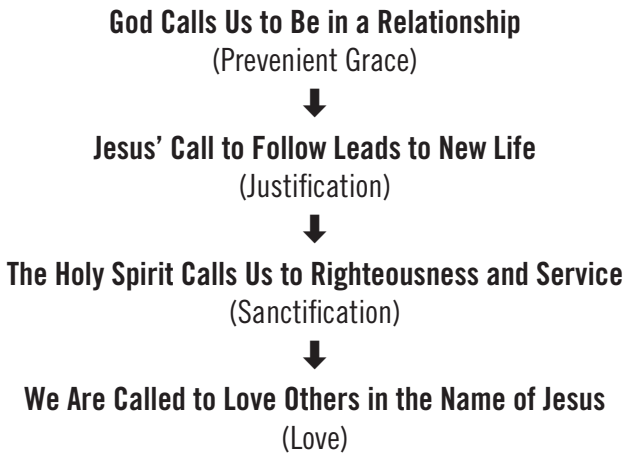 God Calls Us to Be in a Relationship
(Prevenient Grace)
Jesus’ Call to Follow Leads to New Life
(Justification)
The Holy Spirit Calls Us to Righteousness and Service
(Sanctification)
We Are Called to Love Others in the Name of Jesus
(Love)